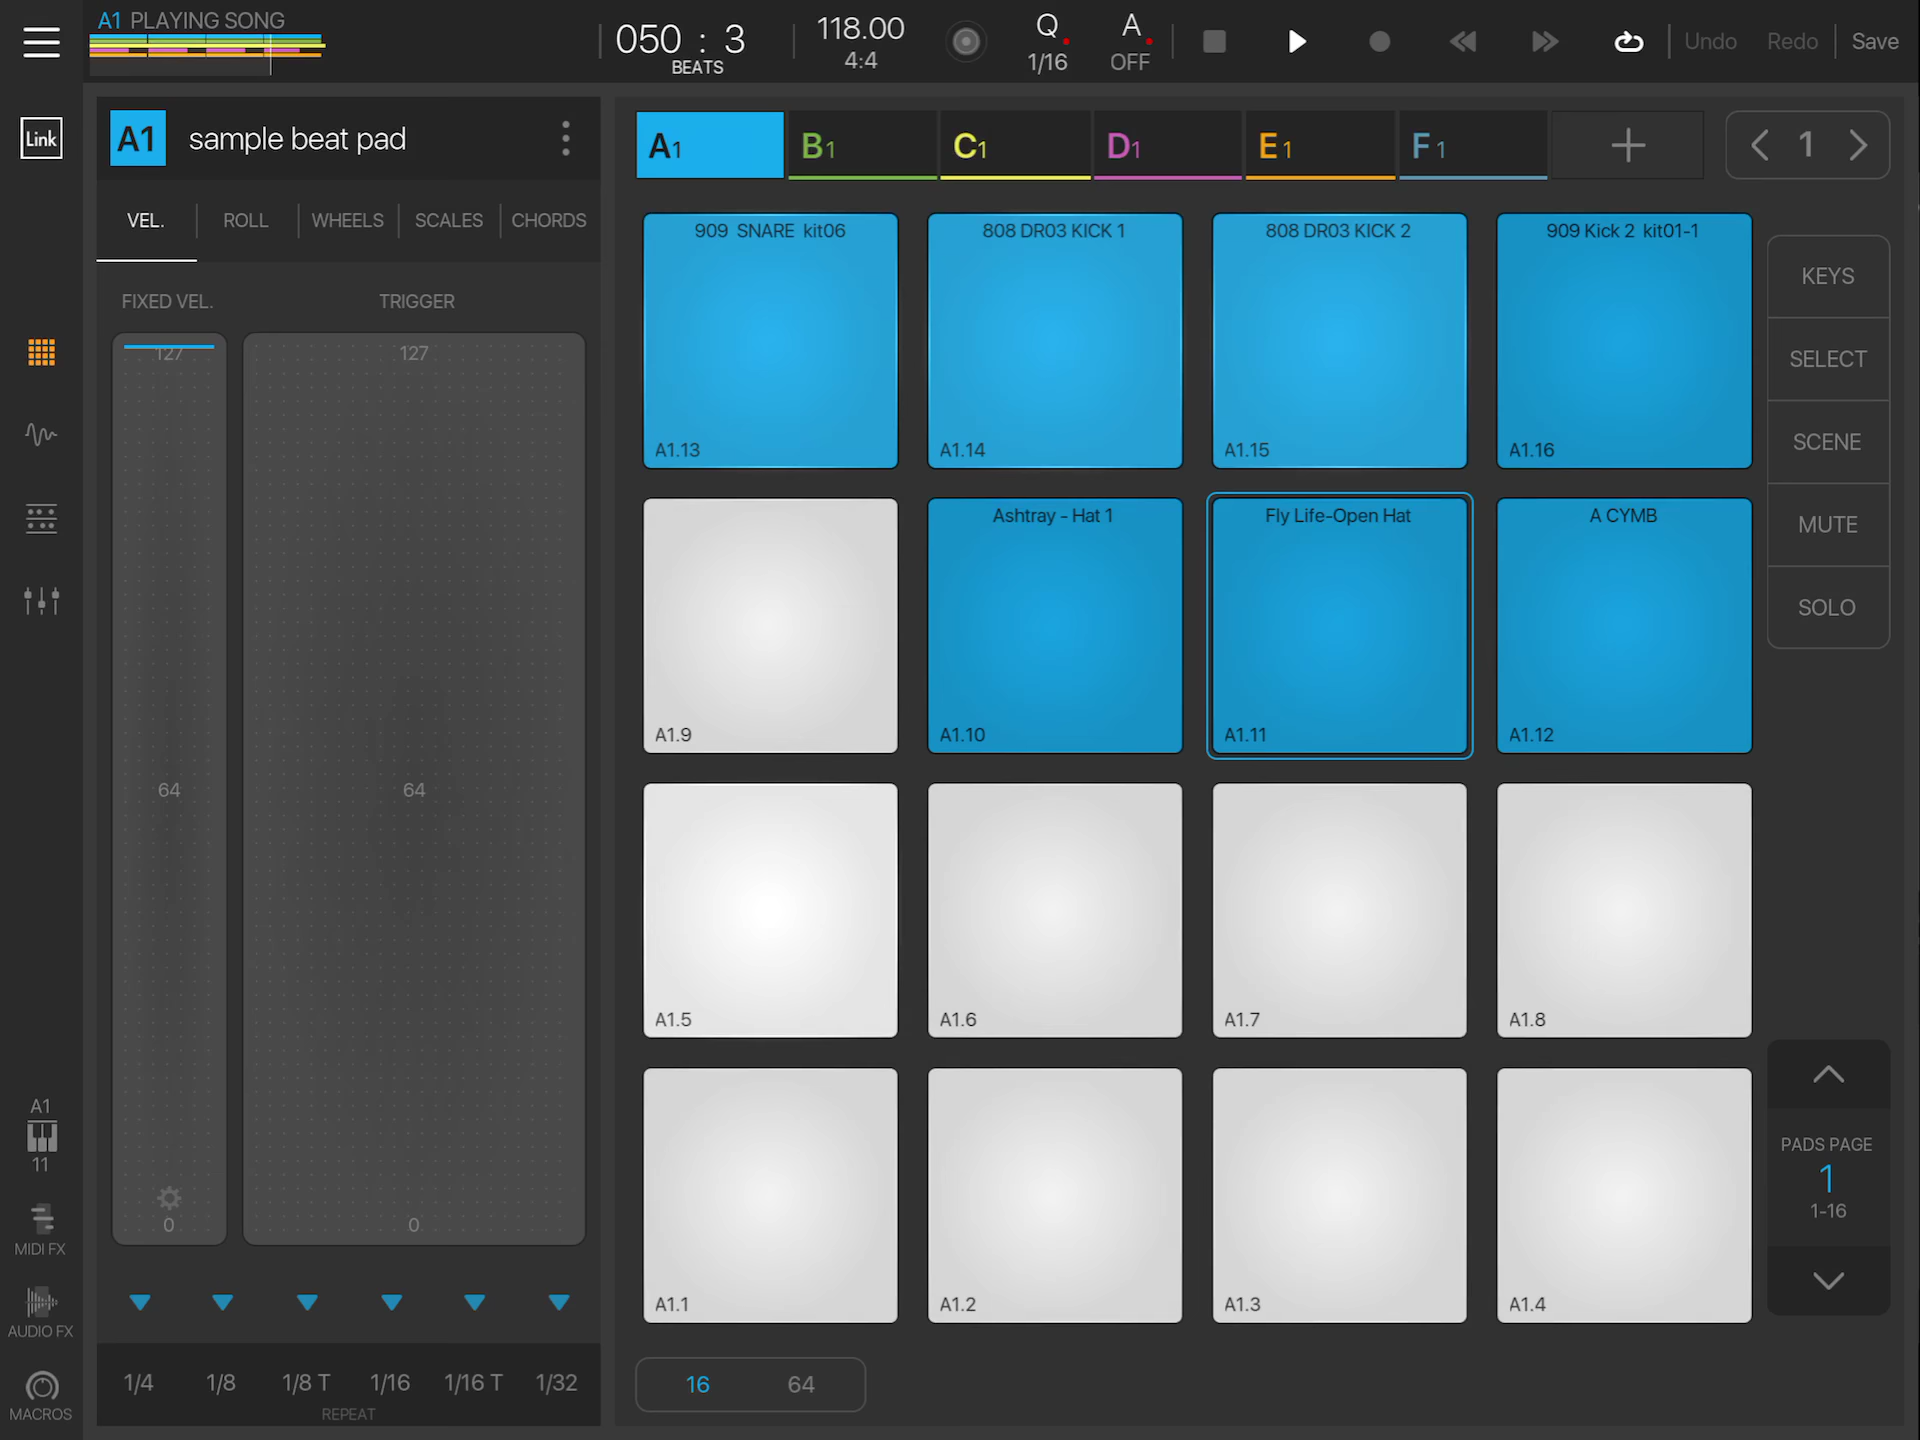 A1 PLAYING SONG
050 : 3
BEATS
118.00
4:4
Q
1/16
A
OFF
Undo
Redo
Save
Link
A1 sample beat pad
VEL.
ROLL
WHEELS
SCALES
CHORDS
FIXED VEL.
TRIGGER
127
127
64
64
0
0
1/4
1/8
1/8 T
1/16
1/16 T
1/32
REPEAT
A1
11
MIDI FX
AUDIO FX
MACROS
A1
B1
C1
D1
E1
F1
+
< 1 >
909 SNARE kit06
A1.13
808 DR03 KICK 1
A1.14
808 DR03 KICK 2
A1.15
909 Kick 2 kit01-1
A1.16
A1.9
Ashtray - Hat 1
A1.10
Fly Life-Open Hat
A1.11
A CYMB
A1.12
A1.5
A1.6
A1.7
A1.8
A1.1
A1.2
A1.3
A1.4
16
64
KEYS
SELECT
SCENE
MUTE
SOLO
PADS PAGE
1
1-16